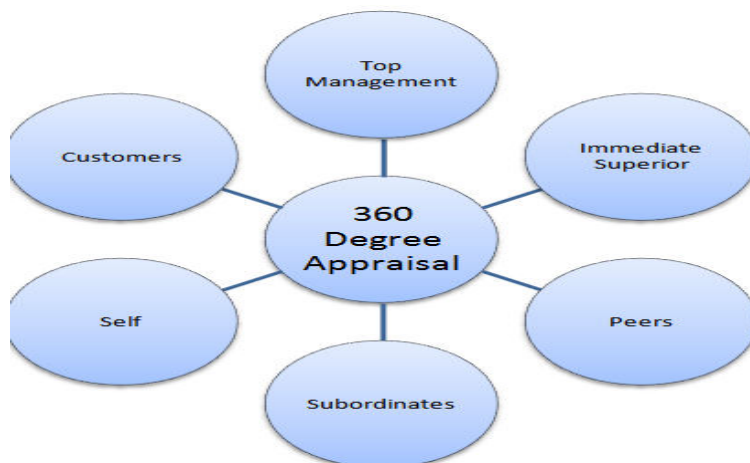 Top
Management
Customers
Immediate
Superior
360
Degree
Appraisal
Self
Peers
Subordinates